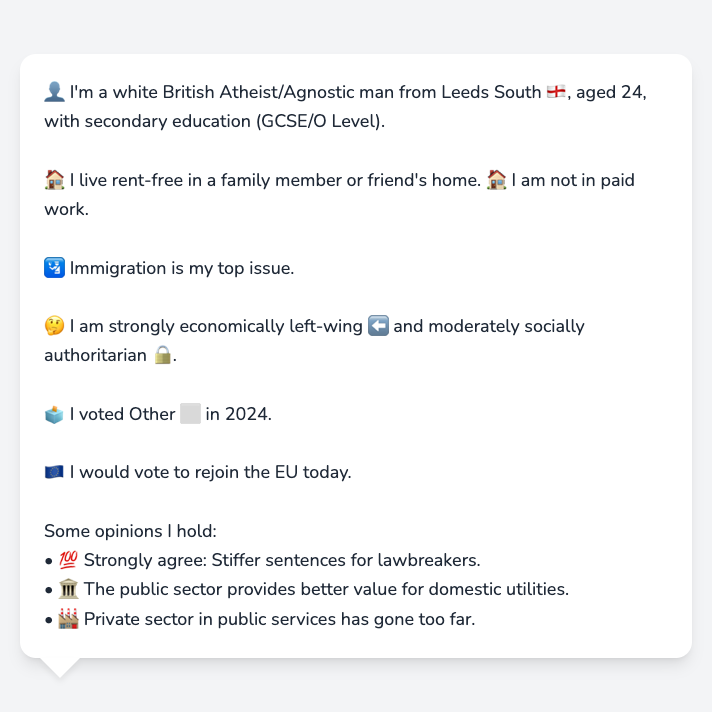 👤 I'm a white British Atheist/Agnostic man from Leeds South 🏴󠁧󠁢󠁥󠁮󠁧󠁿, aged 24,
with secondary education (GCSE/O Level).
🏠 I live rent-free in a family member or friend's home. 🏠 I am not in paid
work.
🛂 Immigration is my top issue.
🤔 I am strongly economically left-wing ⬅️ and moderately socially
authoritarian 🔒.
🗳️ I voted Other ⬜ in 2024.
🇪🇺 I would vote to rejoin the EU today.
Some opinions I hold:
• 💯 Strongly agree: Stiffer sentences for lawbreakers.
• 🏛️ The public sector provides better value for domestic utilities.
• 🏭 Private sector in public services has gone too far.